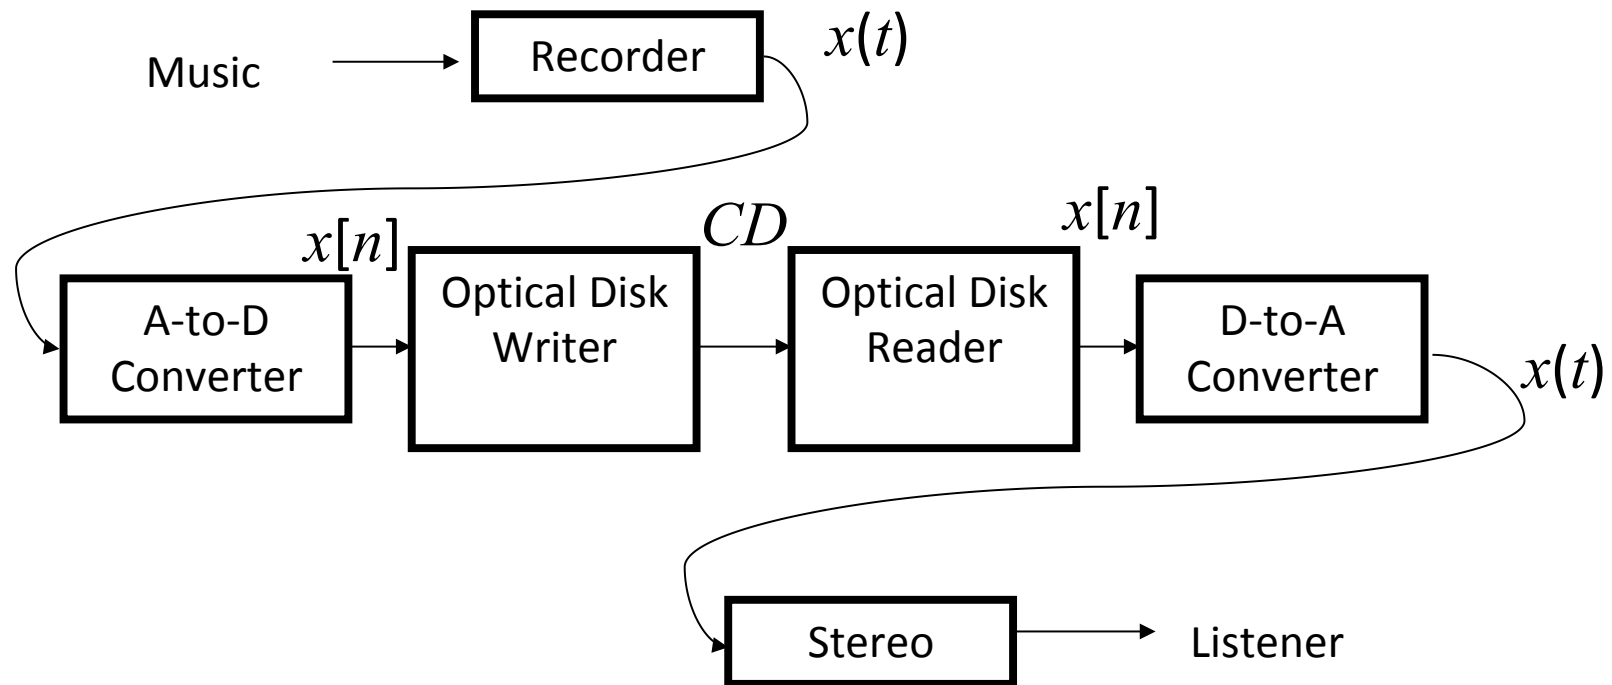 Music
Recorder
x(t)
x[n]
CD
x[n]
A-to-D
Converter
Optical Disk
Writer
Optical Disk
Reader
D-to-A
Converter
x(t)
Stereo
Listener